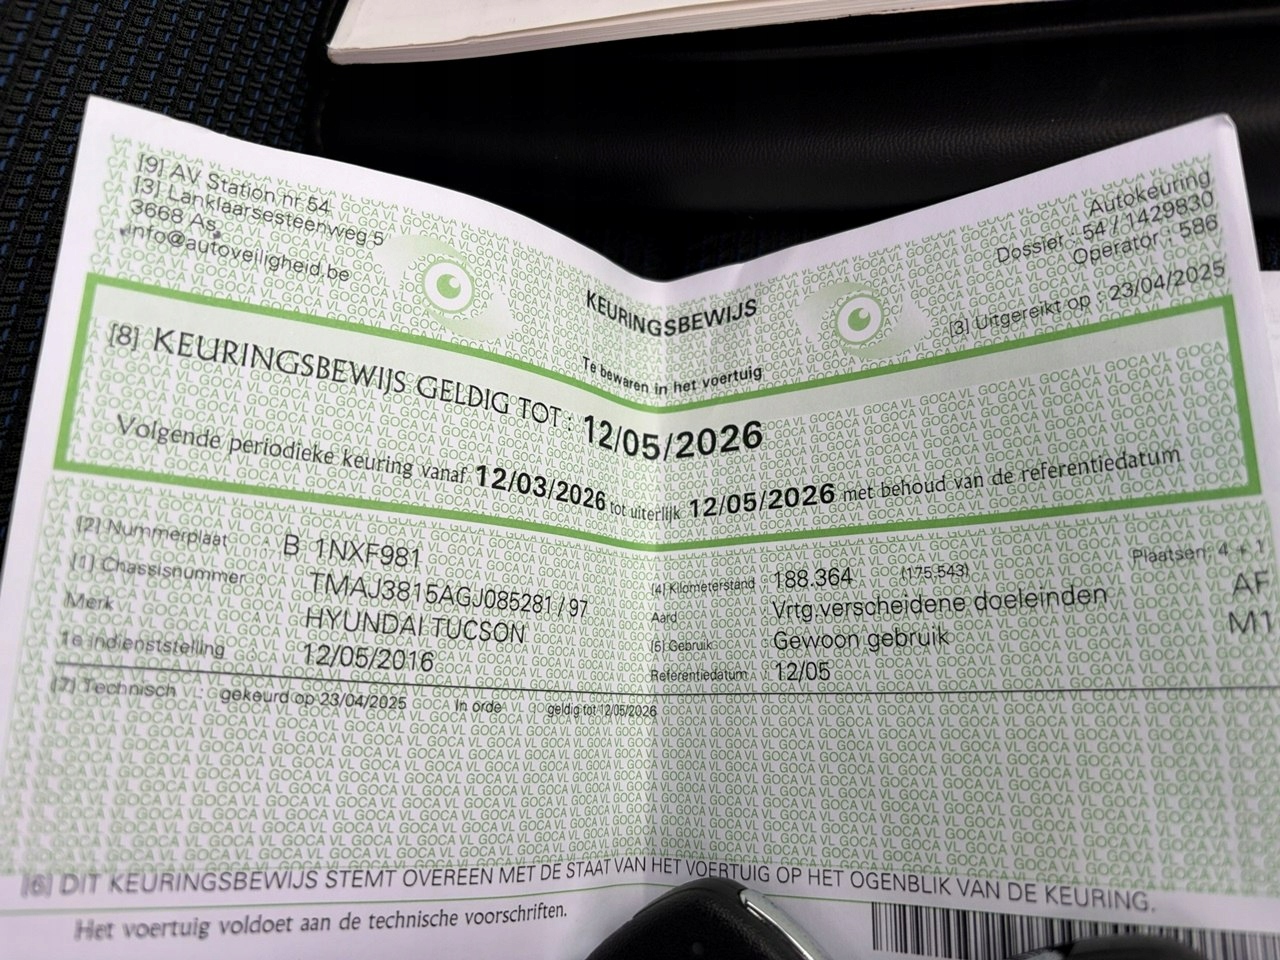 [9] AV Station nr 54
[3] Lanklaarsesteenweg 5
3668 As
info@autoveiligheid.be
KEURINGSBEWIJS
Te bewaren in het voertuig
Autokeuring
Dossier : 54 / 1429830
Operator : 586
[3] Uitgereikt op : 23/04/2025
[8] KEURINGSBEWIJS GELDIG TOT : 12/05/2026
Volgende periodieke keuring vanaf 12/03/2026 tot uiterlijk 12/05/2026 met behoud van de referentiedatum
[2] Nummerplaat B 1NXF981
[1] Chassisnummer TMAJ3815AGJ085281 / 97
Merk HYUNDAI TUCSON
1e indienststelling 12/05/2016
Plaatsen: 4 + 1
[4] Kilometerstand 188.364 (175.543)
Aard Vrtg.verscheidene doeleinden AF
[5] Gebruik Gewoon gebruik M1
Referentiedatum 12/05
[7] Technisch : gekeurd op 23/04/2025 In orde geldig tot 12/05/2026
[6] DIT KEURINGSBEWIJS STEMT OVEREEN MET DE STAAT VAN HET VOERTUIG OP HET OGENBLIK VAN DE KEURING.
Het voertuig voldoet aan de technische voorschriften.